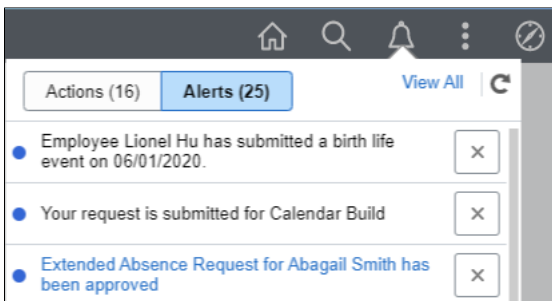 Actions (16)
Alerts (25)
View All
Employee Lionel Hu has submitted a birth life
event on 06/01/2020.
Your request is submitted for Calendar Build
Extended Absence Request for Abagail Smith has
been approved